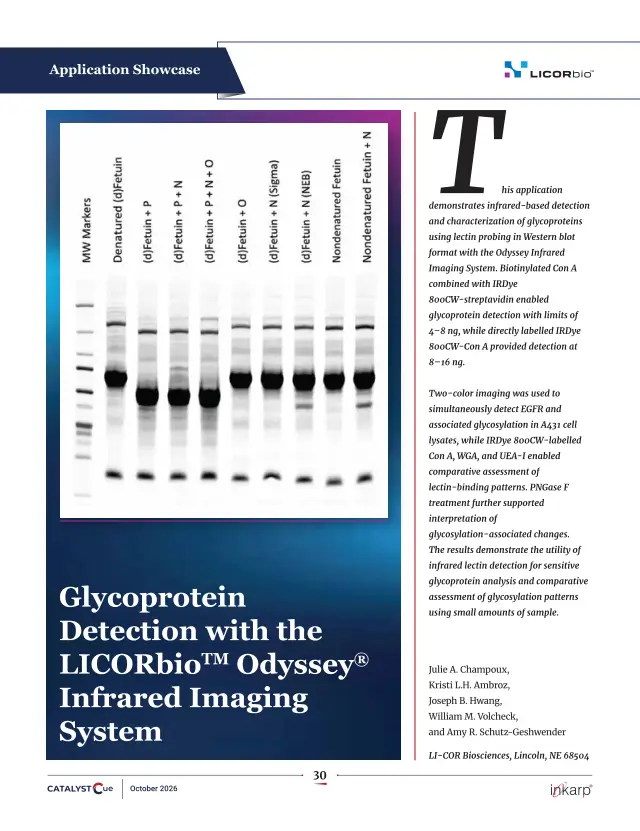 Application Showcase
LICORbio™
MW Markers
Denatured (d)Fetuin
(d)Fetuin + P
(d)Fetuin + P + N
(d)Fetuin + P + N + O
(d)Fetuin + O
(d)Fetuin + N (Sigma)
(d)Fetuin + N (NEB)
Nondenatured Fetuin
Nondenatured Fetuin + N
Glycoprotein
Detection with the
LICORbio™ Odyssey®
Infrared Imaging
System
This application
demonstrates infrared-based detection
and characterization of glycoproteins
using lectin probing in Western blot
format with the Odyssey Infrared
Imaging System. Biotinylated Con A
combined with IRDye
800CW-streptavidin enabled
glycoprotein detection with limits of
4–8 ng, while directly labelled IRDye
800CW-Con A provided detection at
8–16 ng.
Two-color imaging was used to
simultaneously detect EGFR and
associated glycosylation in A431 cell
lysates, while IRDye 800CW-labelled
Con A, WGA, and UEA-I enabled
comparative assessment of
lectin-binding patterns. PNGase F
treatment further supported
interpretation of
glycosylation-associated changes.
The results demonstrate the utility of
infrared lectin detection for sensitive
glycoprotein analysis and comparative
assessment of glycosylation patterns
using small amounts of sample.
Julie A. Champoux,
Kristi L.H. Ambroz,
Joseph B. Hwang,
William M. Volcheck,
and Amy R. Schutz-Geshwender
LI-COR Biosciences, Lincoln, NE 68504
30
CATALYST Cue
October 2026
inkarp®